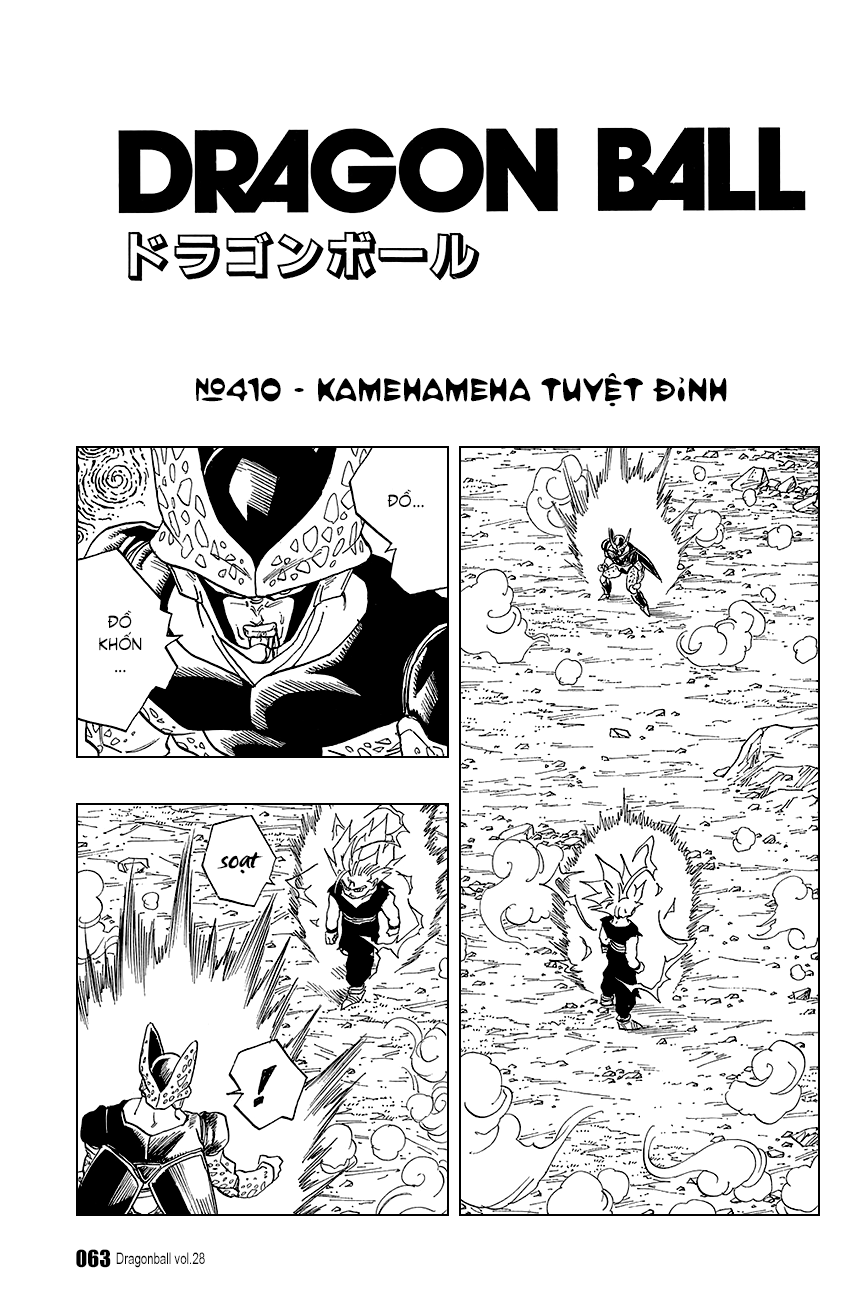 DRAGON BALL
ドラゴンボール
No410 - KAMEHAMEHA TUYỆT ĐỈNH
ĐỒ...
ĐỒ
KHỐN
...
soạt
!
063 Dragonball vol.28